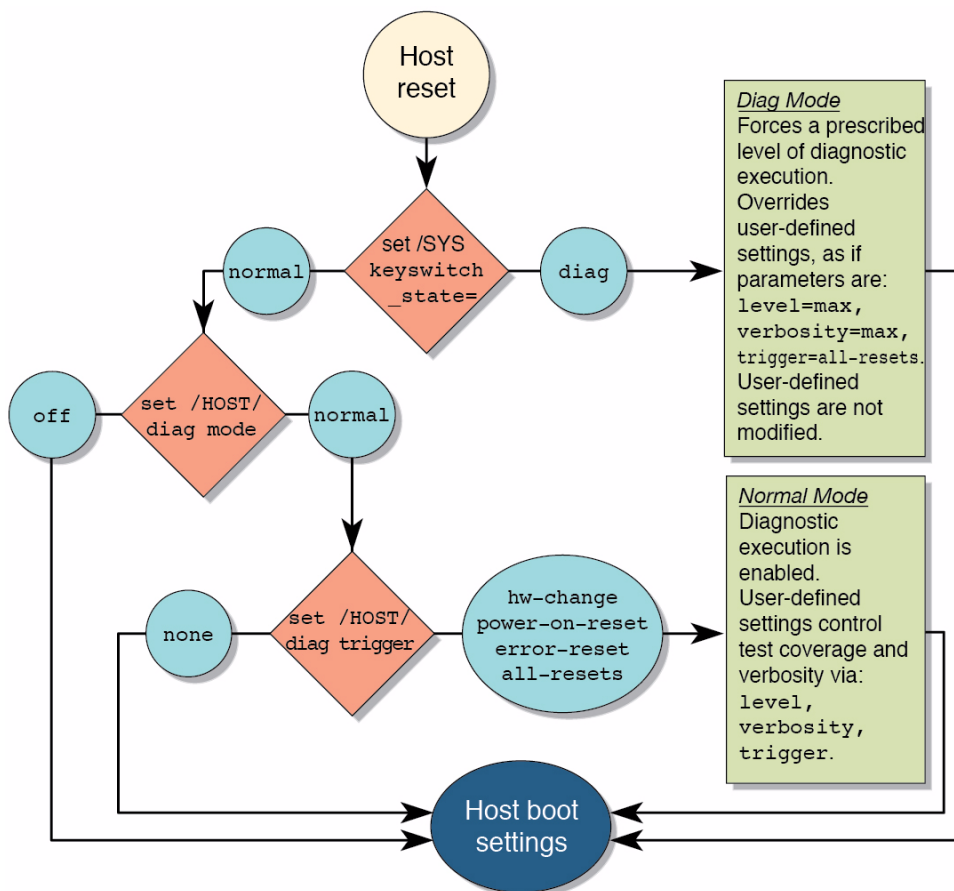 Host
reset
set /SYS
keyswitch
_state=
normal
diag
Diag Mode
Forces a prescribed
level of diagnostic
execution.
Overrides
user-defined
settings, as if
parameters are:
level=max,
verbosity=max,
trigger=all-resets.
User-defined
settings are not
modified.
off
set /HOST/
diag mode
normal
none
set /HOST/
diag trigger
hw-change
power-on-reset
error-reset
all-resets
Normal Mode
Diagnostic
execution is
enabled.
User-defined
settings control
test coverage and
verbosity via:
level,
verbosity,
trigger.
Host boot
settings